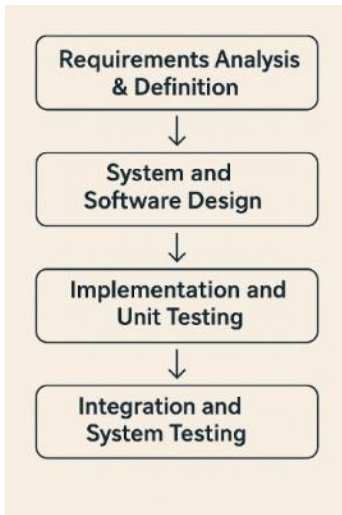 Requirements Analysis
& Definition
System and
Software Design
Implementation and
Unit Testing
Integration and
System Testing